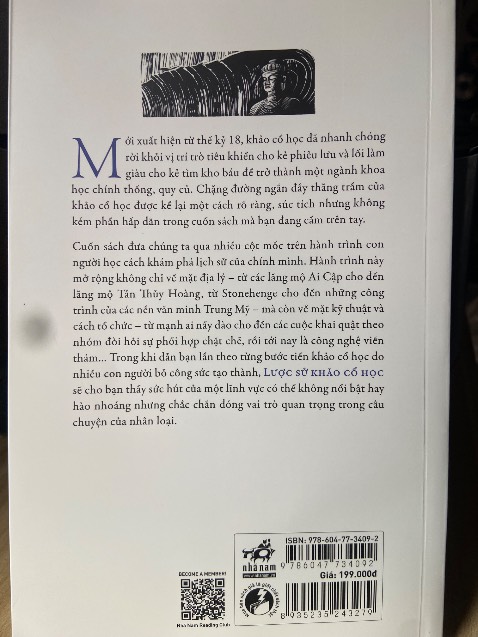 Mới xuất hiện từ thế kỷ 18, khảo cổ học đã nhanh chóng
rời khỏi vị trí trò tiêu khiển cho kẻ phiêu lưu và lối làm
giàu cho kẻ tìm kho báu để trở thành một ngành khoa
học chính thống, quy củ. Chặng đường ngắn đầy thăng trầm của
khảo cổ học được kể lại một cách rõ ràng, súc tích nhưng không
kém phần hấp dẫn trong cuốn sách mà bạn đang cầm trên tay.
Cuốn sách đưa chúng ta qua nhiều cột mốc trên hành trình con
người học cách khám phá lịch sử của chính mình. Hành trình này
mở rộng không chỉ về mặt địa lý – từ các lăng mộ Ai Cập cho đến
lăng mộ Tần Thủy Hoàng, từ Stonehenge cho đến những công
trình của các nền văn minh Trung Mỹ – mà còn về mặt kỹ thuật và
cách tổ chức – từ mạnh ai nấy đào cho đến các cuộc khai quật theo
nhóm đòi hỏi sự phối hợp chặt chẽ, rồi tới nay là công nghệ viễn
thám... Trong khi dẫn bạn lần theo từng bước tiến khảo cổ học do
nhiều con người bỏ công sức tạo thành, LƯỢC SỬ KHẢO CỔ HỌC
sẽ cho bạn thấy sức hút của một lĩnh vực có thể không nổi bật hay
hào nhoáng nhưng chắc chắn đóng vai trò quan trọng trong câu
chuyện của nhân loại.
BECOME A MEMBER!
Nha Nam Reading Club
nhã nam
ISBN: 978-604-77-3409-2
9 786047 734092
Giá: 199.000đ
8 935235 243279